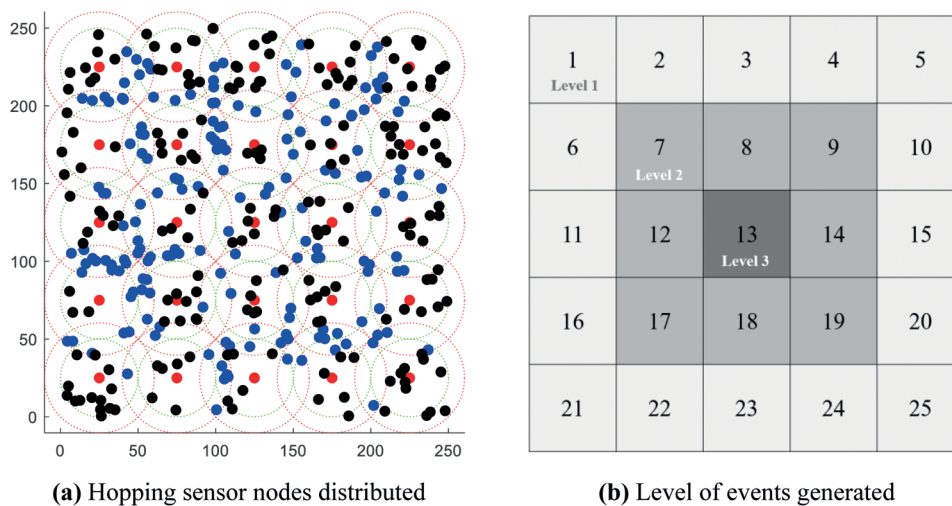 250
200
150
100
50
0
0 50 100 150 200 250
(a) Hopping sensor nodes distributed
1 2 3 4 5
Level 1
6 7 8 9 10
Level 2
11 12 13 14 15
Level 3
16 17 18 19 20
21 22 23 24 25
(b) Level of events generated